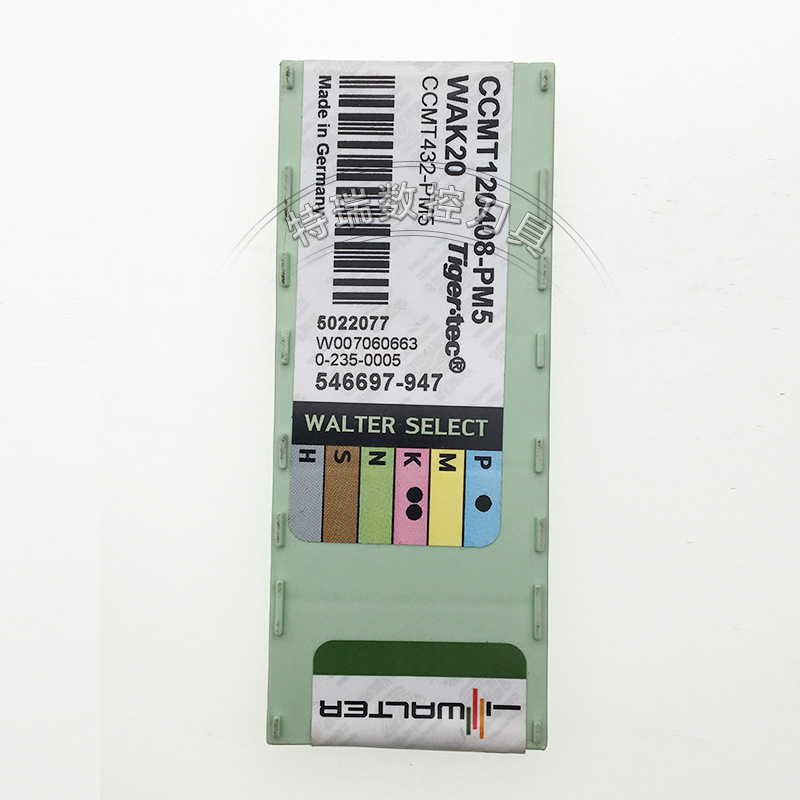 CCMT120408-PM5
WAK20 Tiger·tec®
CCMT432-PM5
Made in Germany
特瑞数控刀具
5022077
W007060663
0-235-0005
546697-947
WALTER SELECT
P M K N S H
WALTER